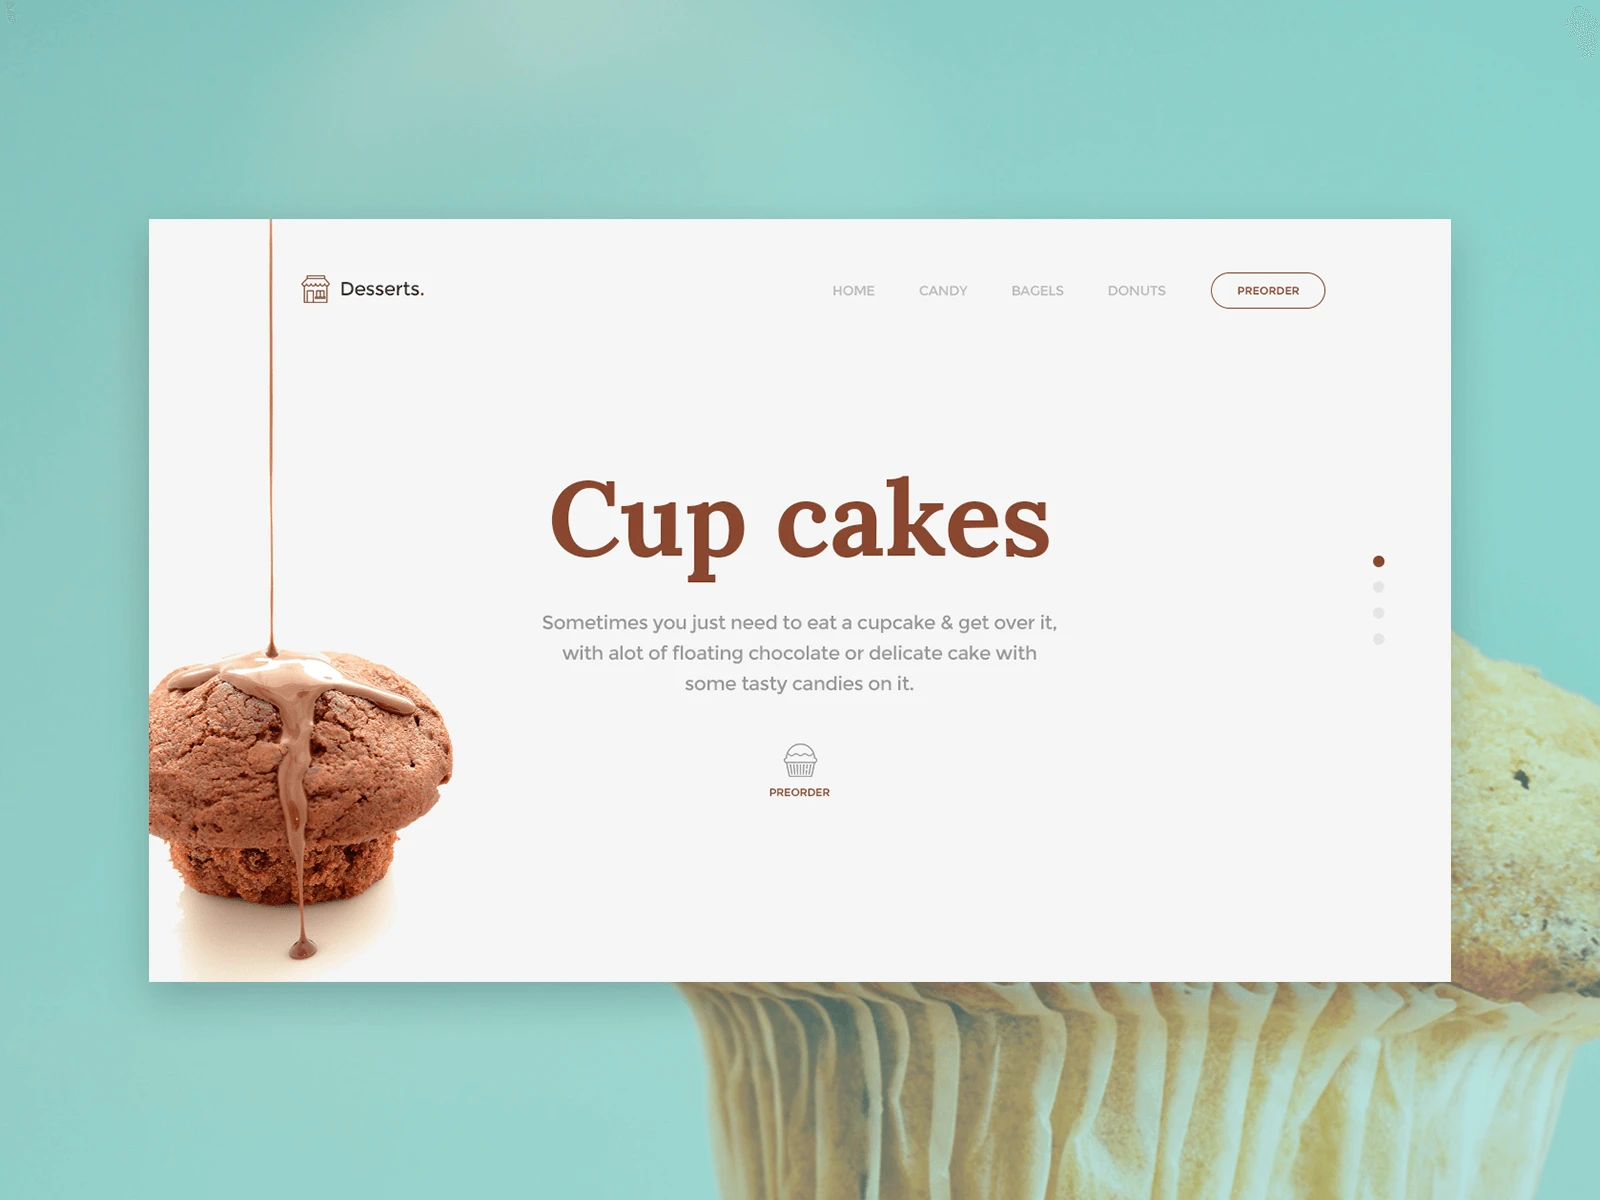 Desserts.
HOME CANDY BAGELS DONUTS PREORDER
Cup cakes
Sometimes you just need to eat a cupcake & get over it,
with alot of floating chocolate or delicate cake with
some tasty candies on it.
PREORDER